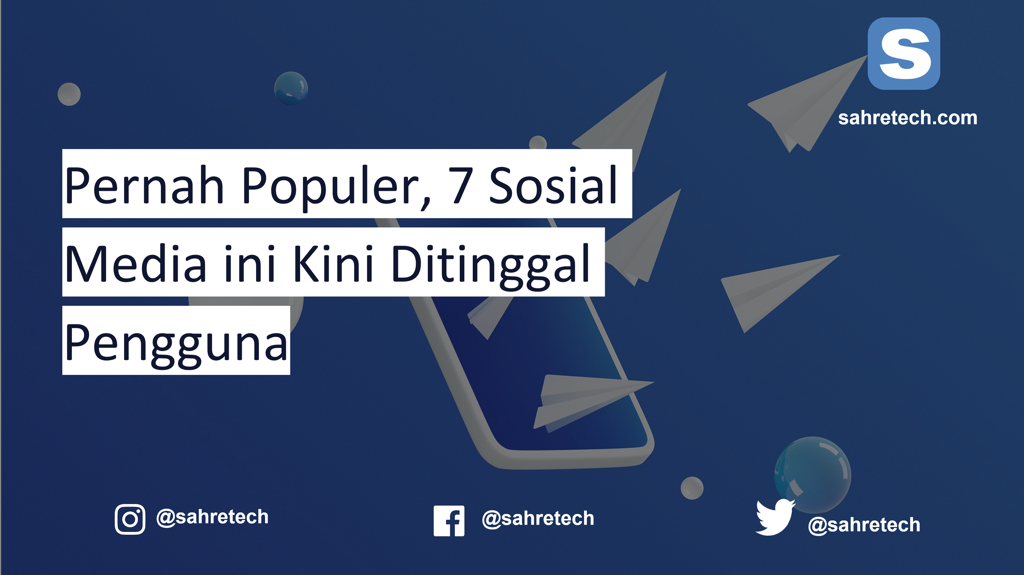 S
sahretech.com
Pernah Populer, 7 Sosial
Media ini Kini Ditinggal
Pengguna
@sahretech
@sahretech
@sahretech